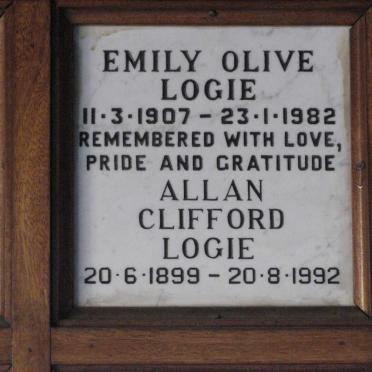 EMILY OLIVE
LOGIE
11·3·1907 – 23·1·1982
REMEMBERED WITH LOVE,
PRIDE AND GRATITUDE
ALLAN
CLIFFORD
LOGIE
20·6·1899 – 20·8·1992